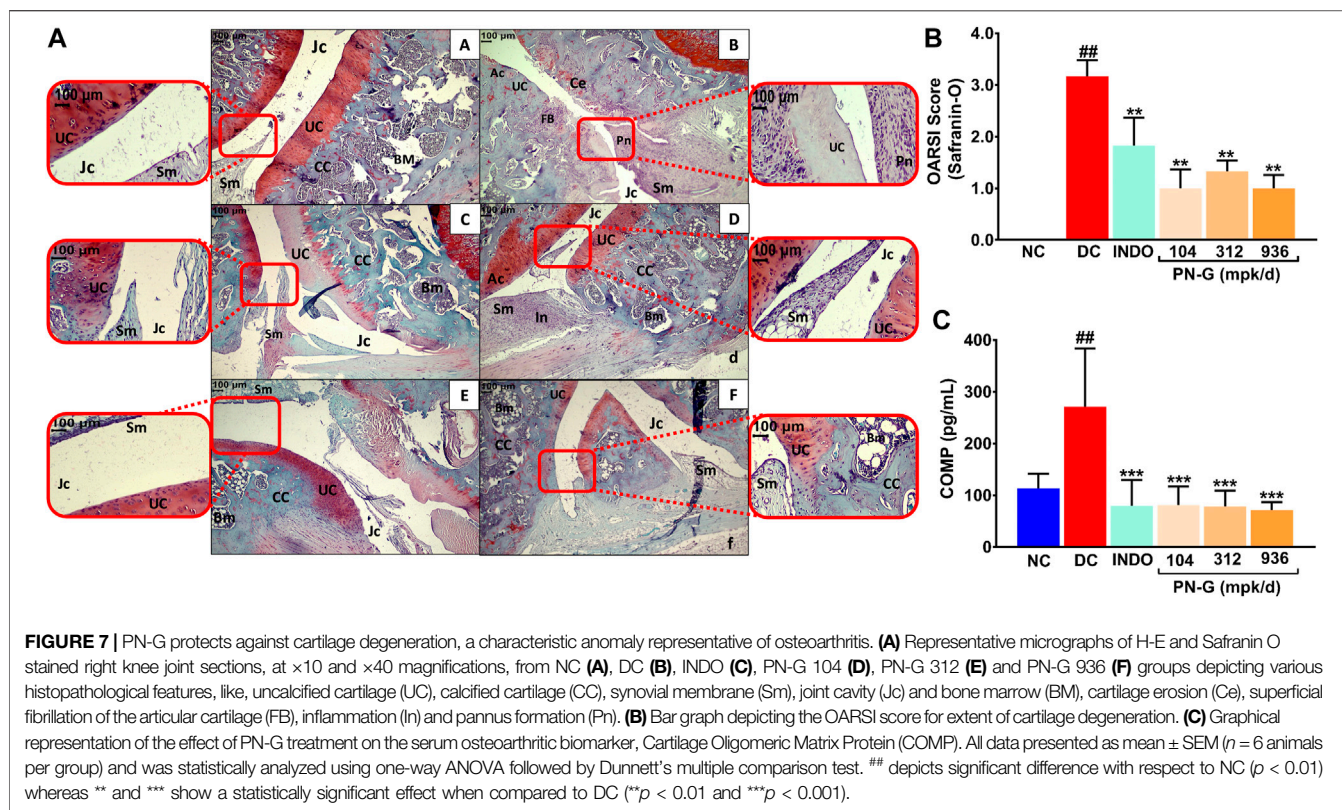 A
100 μm
Jc
A
UC
CC
BM
Sm
100 μm
UC
Jc
Sm
100 μm
B
Ac
UC
Ce
FB
Pn
Jc
Sm
100 μm
UC
Pn
100 μm
C
UC
CC
Bm
Sm
Jc
100 μm
UC
Sm
Jc
100 μm
Jc
D
UC
Ac
CC
Sm
In
Bm
d
100 μm
Jc
Sm
UC
100 μm
Sm
E
UC
CC
Bm
Jc
100 μm
Sm
Jc
UC
100 μm
F
Bm
UC
Jc
CC
Sm
f
100 μm
Bm
UC
Sm
CC
B
OARSI Score
(Safranin-O)
4.0
3.0
2.0
1.0
0.0
##
**
**
**
**
NC DC INDO 104 312 936
PN-G (mpk/d)
C
COMP (pg/mL)
400
300
200
100
0
##
***
***
***
***
NC DC INDO 104 312 936
PN-G (mpk/d)
FIGURE 7 | PN-G protects against cartilage degeneration, a characteristic anomaly representative of osteoarthritis. (A) Representative micrographs of H-E and Safranin O
stained right knee joint sections, at ×10 and ×40 magnifications, from NC (A), DC (B), INDO (C), PN-G 104 (D), PN-G 312 (E) and PN-G 936 (F) groups depicting various
histopathological features, like, uncalcified cartilage (UC), calcified cartilage (CC), synovial membrane (Sm), joint cavity (Jc) and bone marrow (BM), cartilage erosion (Ce), superficial
fibrillation of the articular cartilage (FB), inflammation (In) and pannus formation (Pn). (B) Bar graph depicting the OARSI score for extent of cartilage degeneration. (C) Graphical
representation of the effect of PN-G treatment on the serum osteoarthritic biomarker, Cartilage Oligomeric Matrix Protein (COMP). All data presented as mean ± SEM (n = 6 animals
per group) and was statistically analyzed using one-way ANOVA followed by Dunnett's multiple comparison test. ## depicts significant difference with respect to NC (p < 0.01)
whereas ** and *** show a statistically significant effect when compared to DC (**p < 0.01 and ***p < 0.001).